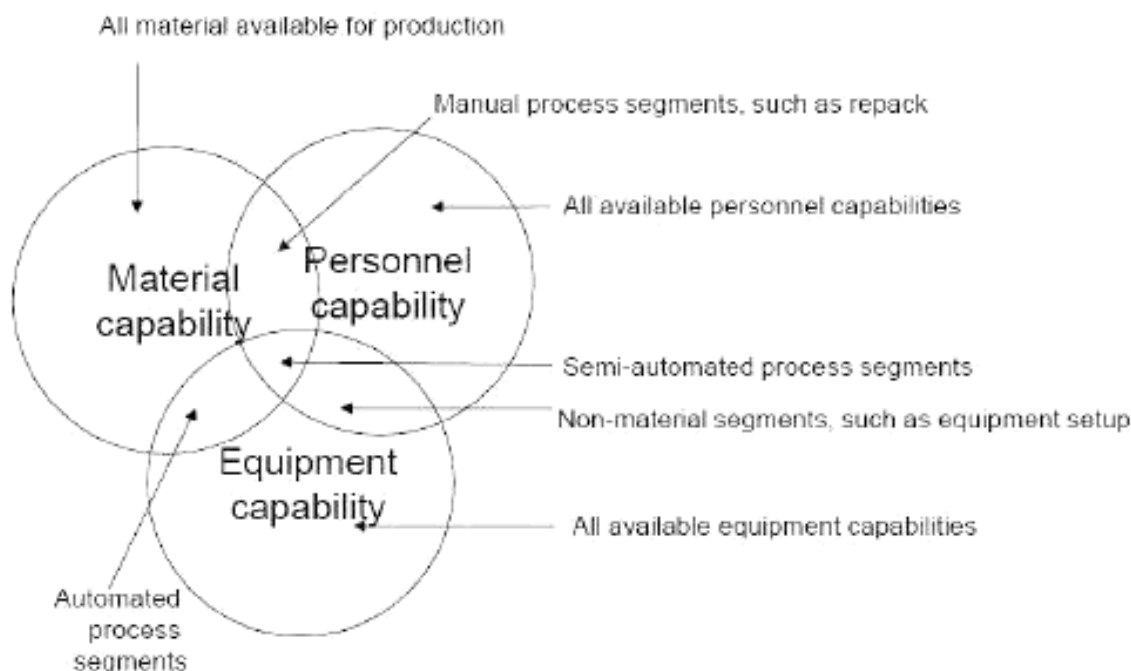 All material available for production
Manual process segments, such as repack
All available personnel capabilities
Material
capability
Personnel
capability
Semi-automated process segments
Non-material segments, such as equipment setup
Equipment
capability
All available equipment capabilities
Automated
process
segments